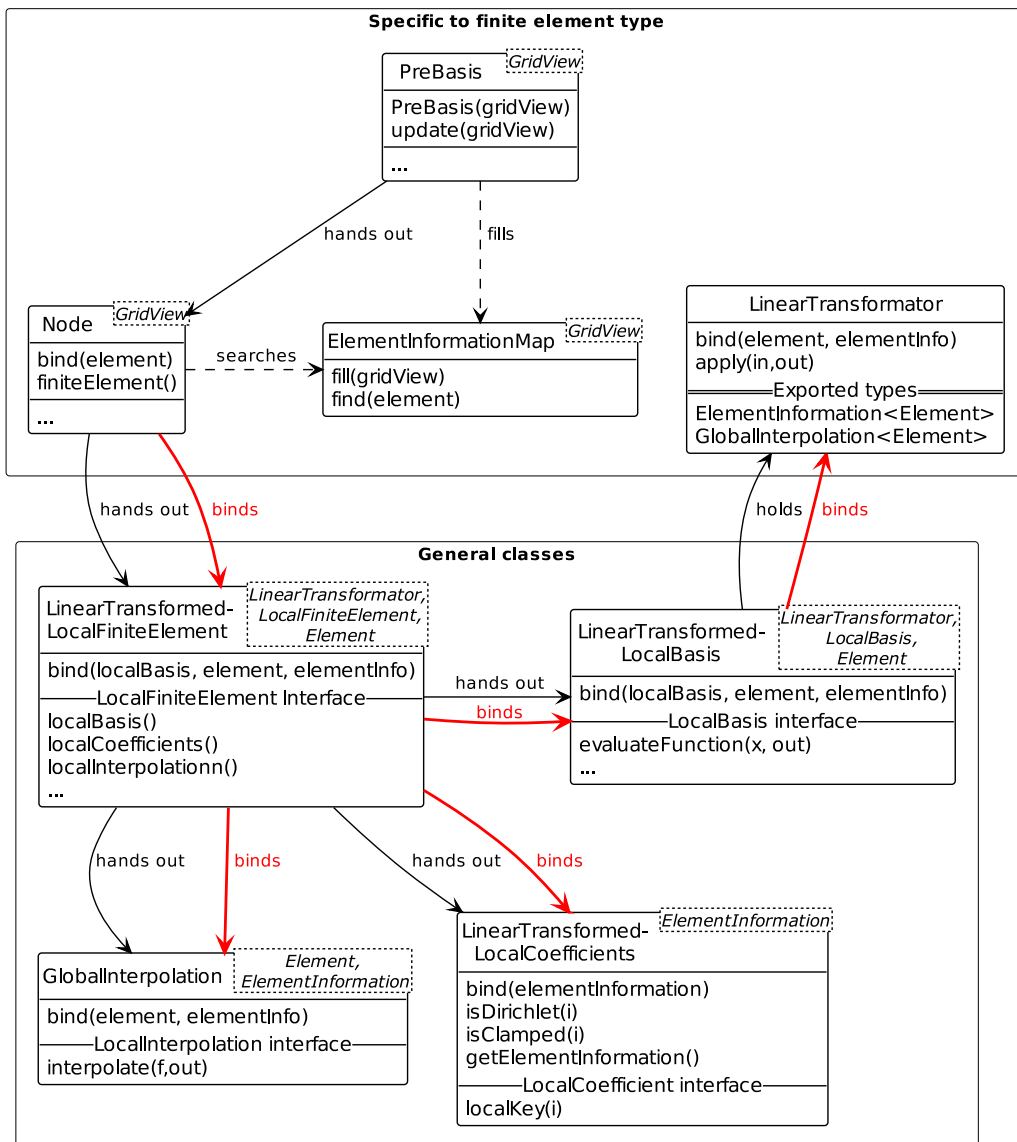 Specific to finite element type
PreBasis
GridView
PreBasis(gridView)
update(gridView)
...
hands out
fills
Node
GridView
bind(element)
finiteElement()
...
searches
ElementInformationMap
GridView
fill(gridView)
find(element)
LinearTransformator
bind(element, elementInfo)
apply(in,out)
Exported types
ElementInformation<Element>
GlobalInterpolation<Element>
hands out
binds
holds
binds
General classes
LinearTransformed-
LocalFiniteElement
LinearTransformator,
LocalFiniteElement,
Element
bind(localBasis, element, elementInfo)
LocalFiniteElement Interface
localBasis()
localCoefficients()
localInterpolationn()
...
hands out
binds
LinearTransformed-
LocalBasis
LinearTransformator,
LocalBasis,
Element
bind(localBasis, element, elementInfo)
LocalBasis interface
evaluateFunction(x, out)
...
hands out
binds
hands out
binds
GlobalInterpolation
Element,
ElementInformation
bind(element, elementInfo)
LocalInterpolation interface
interpolate(f,out)
LinearTransformed-
LocalCoefficients
ElementInformation
bind(elementInformation)
isDirichlet(i)
isClamped(i)
getElementInformation()
LocalCoefficient interface
localKey(i)